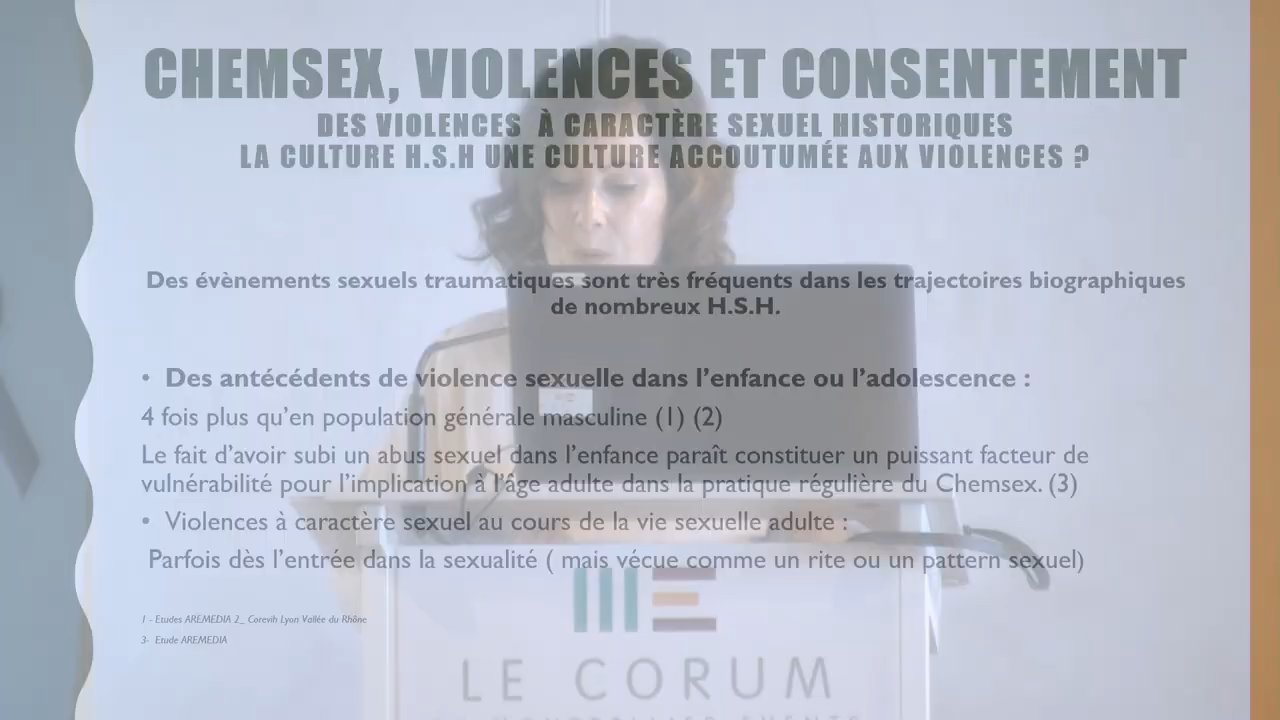 CHEMSEX, VIOLENCES ET CONSENTEMENT
DES VIOLENCES À CARACTÈRE SEXUEL HISTORIQUES
LA CULTURE H.S.H UNE CULTURE ACCOUTUMÉE AUX VIOLENCES ?
Des évènements sexuels traumatiques sont très fréquents dans les trajectoires biographiques
de nombreux H.S.H.
• Des antécédents de violence sexuelle dans l'enfance ou l'adolescence :
4 fois plus qu'en population générale masculine (1) (2)
Le fait d'avoir subi un abus sexuel dans l'enfance paraît constituer un puissant facteur de
vulnérabilité pour l'implication à l'âge adulte dans la pratique régulière du Chemsex. (3)
• Violences à caractère sexuel au cours de la vie sexuelle adulte :
Parfois dès l'entrée dans la sexualité ( mais vécue comme un rite ou un pattern sexuel)
1 - Etudes AREMEDIA 2_ Corevih Lyon Vallée du Rhône
3- Etude AREMEDIA
LE CORUM